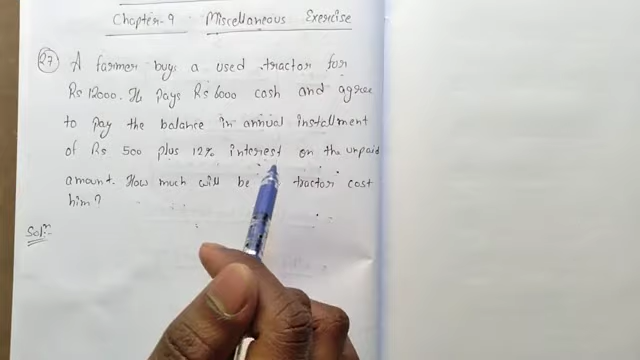 Chapter-9 Miscellaneous Exercise
27) A farmer buys a used tractor for
Rs 12000. He pays Rs 6000 cash and agree
to pay the balance in annual installment
of Rs 500 plus 12% interest on the unpaid
amount. How much will be tractor cost
him?
Sol:-